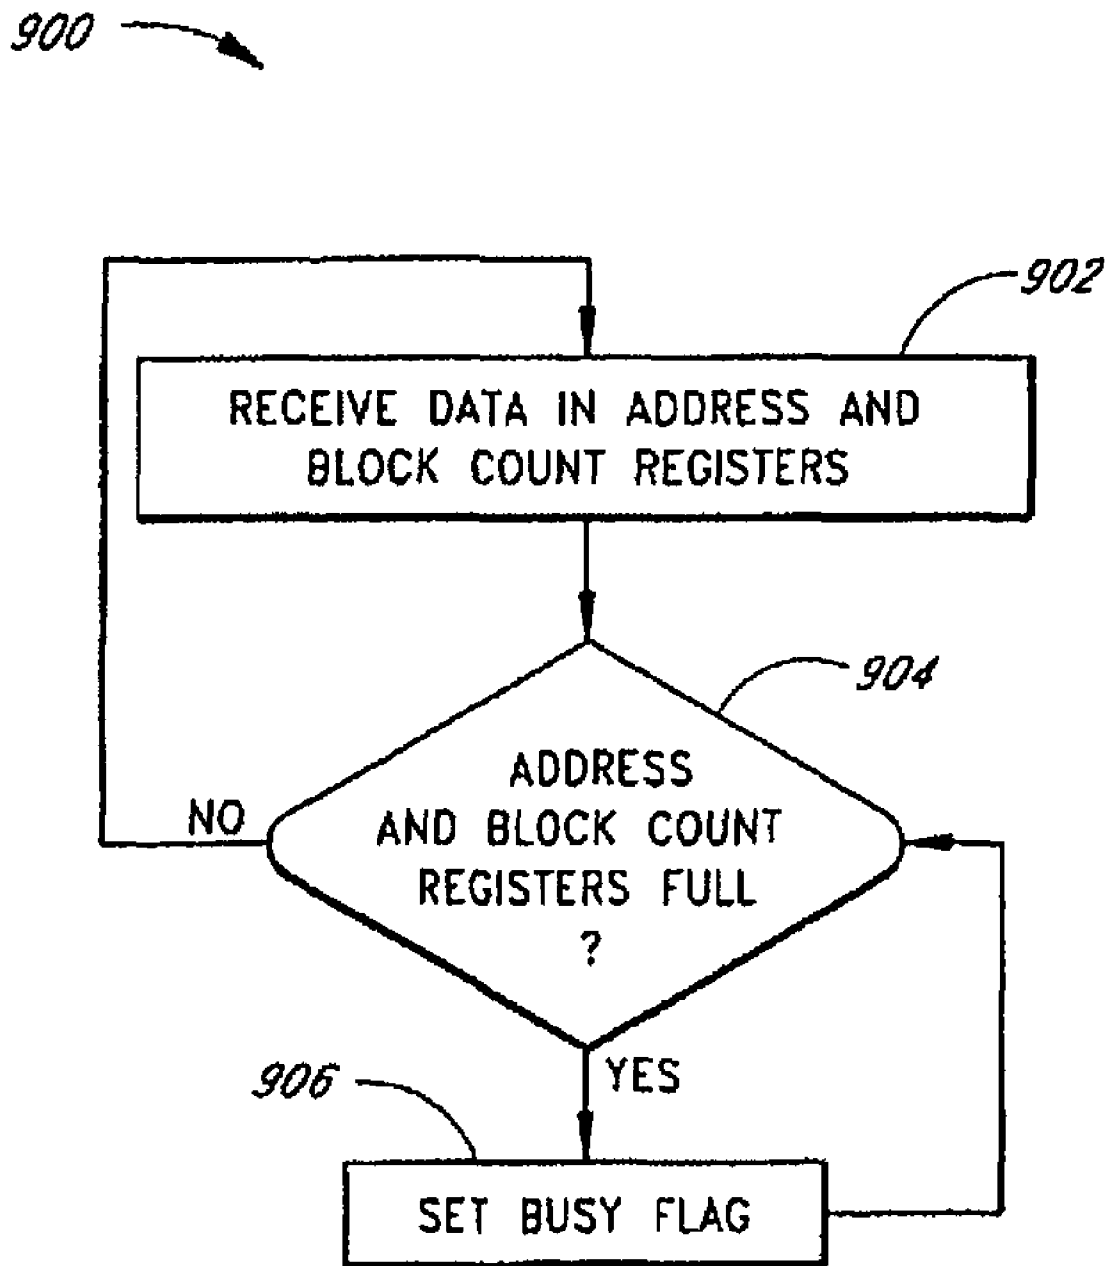 900
902
RECEIVE DATA IN ADDRESS AND
BLOCK COUNT REGISTERS
904
ADDRESS
AND BLOCK COUNT
REGISTERS FULL
?
NO
YES
906
SET BUSY FLAG